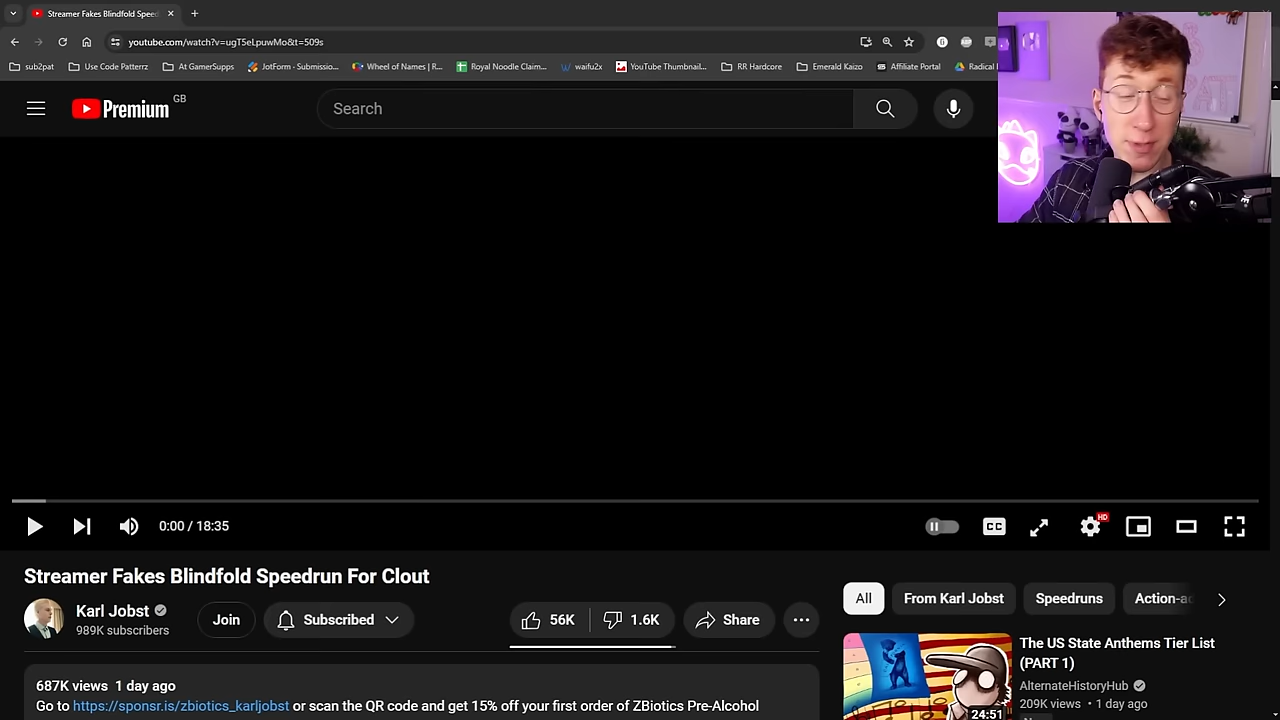 Streamer Fakes Blindfold Speed
youtube.com/watch?v=ugT5eLpuwMo&t=509s
sub2pat
Use Code Patterrz
At GamerSupps
JotForm - Submissio...
Wheel of Names | R...
Royal Noodle Claim...
waifu2x
YouTube Thumbnail...
RR Hardcore
Emerald Kaizo
Affiliate Portal
Radical
Premium GB
Search
0:00 / 18:35
CC
HD
Streamer Fakes Blindfold Speedrun For Clout
Karl Jobst
989K subscribers
Join
Subscribed
56K
1.6K
Share
All
From Karl Jobst
Speedruns
Action-a
The US State Anthems Tier List
(PART 1)
AlternateHistoryHub
209K views • 1 day ago
24:51
687K views 1 day ago
Go to https://sponsr.is/zbiotics_karljobst or scan the QR code and get 15% off your first order of ZBiotics Pre-Alcohol